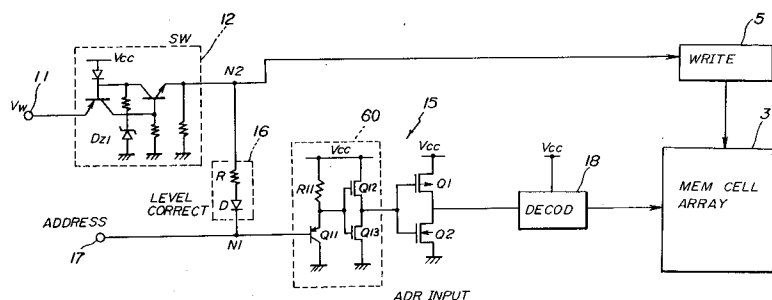 12
SW
Vcc
5
11
N2
WRITE
Vw
60
15
DZ1
16
Vcc
Vcc
3
R
R11
Q12
Q1
Vcc
18
MEM CELL
ARRAY
LEVEL
CORRECT
D
DECOD
ADDRESS
Q11
Q13
Q2
17
N1
ADR INPUT